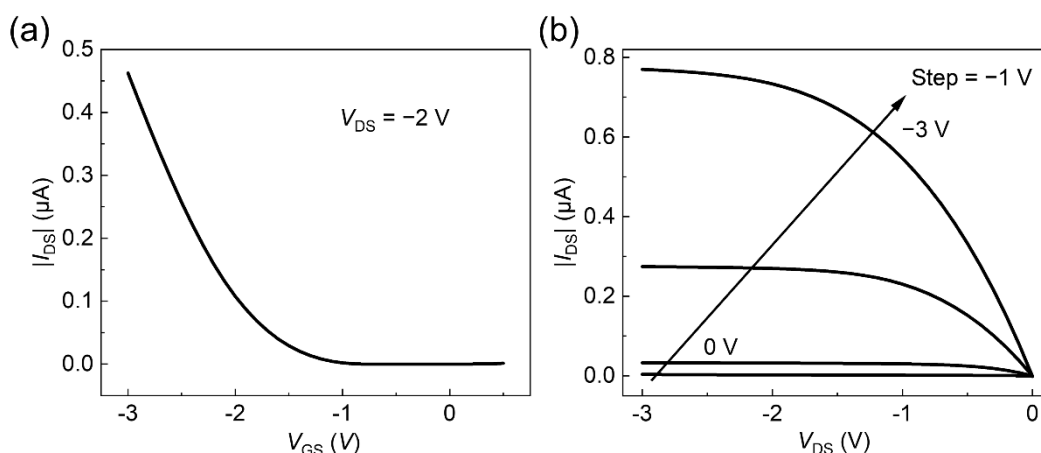 (a)
0.5
0.4
0.3
0.2
0.1
0.0
|IDS| (μA)
VDS = −2 V
-3
-2
-1
0
VGS (V)
(b)
0.8
0.6
0.4
0.2
0.0
|IDS| (μA)
Step = −1 V
−3 V
0 V
-3
-2
-1
0
VDS (V)